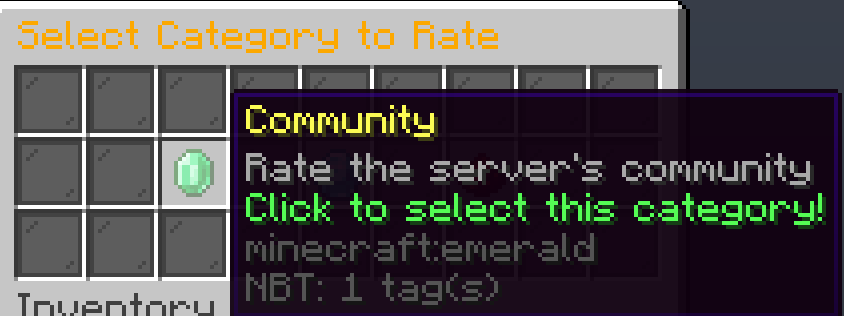 Select Category to Rate
Community
Rate the server's community
Click to select this category!
minecraft:emerald
NBT: 1 tag(s)
Inventory